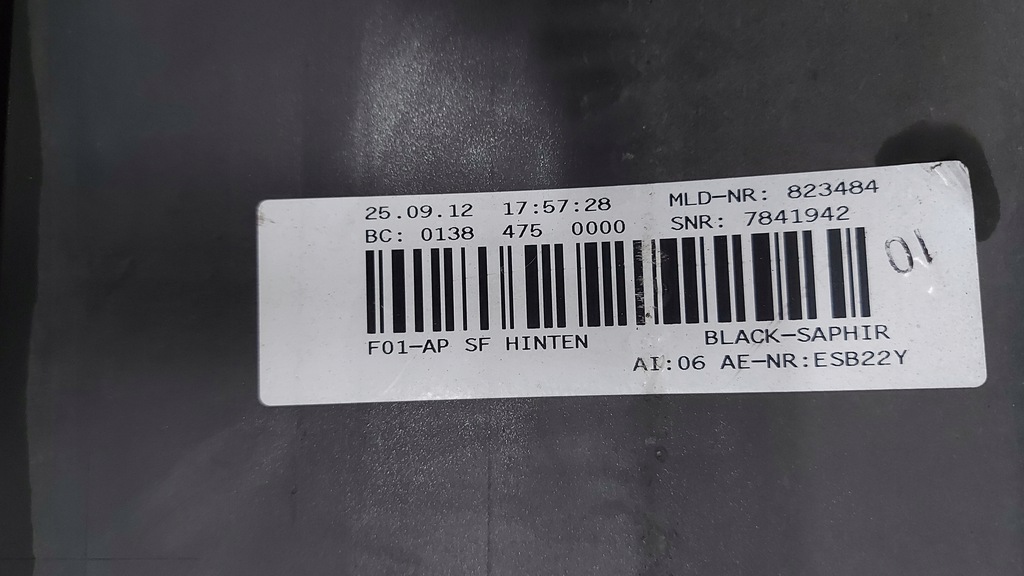 25.09.12 17:57:28 MLD-NR: 823484
BC: 0138 475 0000 SNR: 7841942
01
F01-AP SF HINTEN BLACK-SAPHIR
AI:06 AE-NR:ESB22Y